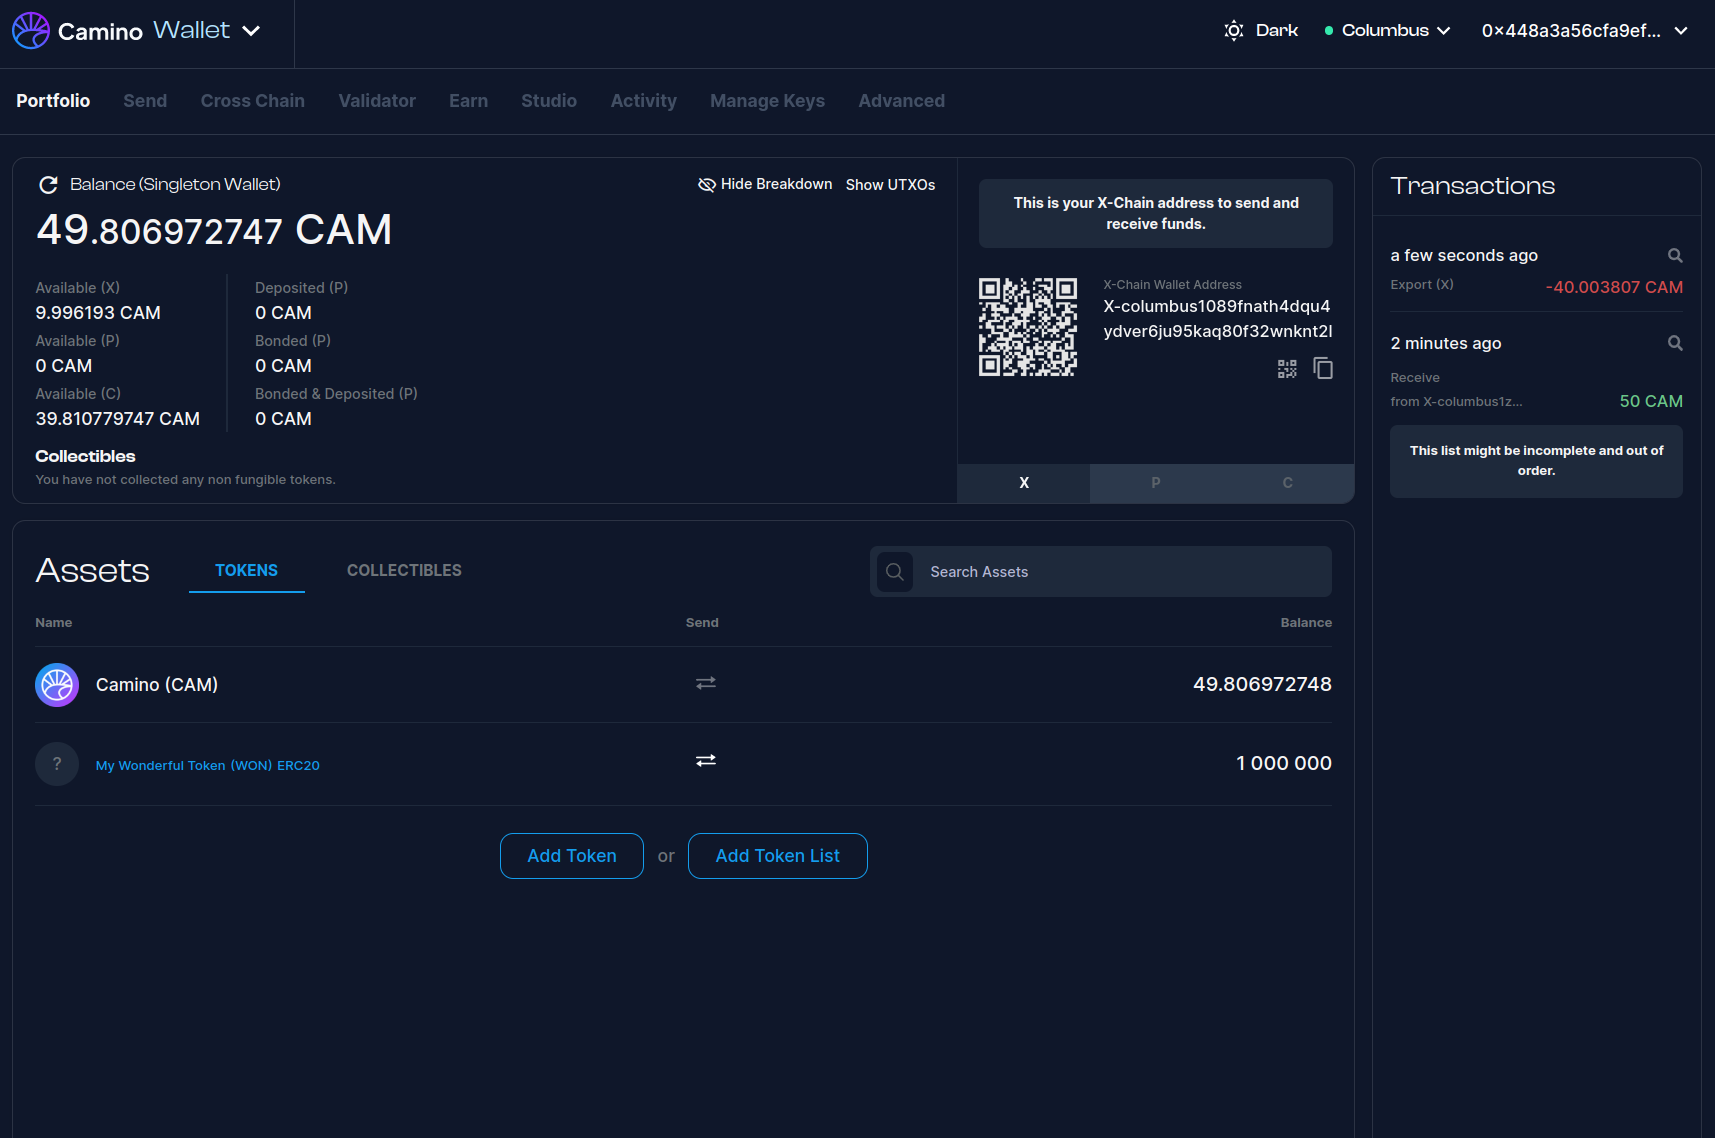 Camino Wallet
Dark
Columbus
0x448a3a56cfa9ef...
Portfolio
Send
Cross Chain
Validator
Earn
Studio
Activity
Manage Keys
Advanced
Balance (Singleton Wallet)
Hide Breakdown
Show UTXOs
49.806972747 CAM
Available (X)
9.996193 CAM
Available (P)
0 CAM
Available (C)
39.810779747 CAM
Deposited (P)
0 CAM
Bonded (P)
0 CAM
Bonded & Deposited (P)
0 CAM
Collectibles
You have not collected any non fungible tokens.
This is your X-Chain address to send and
receive funds.
X-Chain Wallet Address
X-columbus1089fnath4dqu4
ydver6ju95kaq80f32wnknt2l
X
P
C
Transactions
a few seconds ago
Export (X)
-40.003807 CAM
2 minutes ago
Receive
from X-columbus1z...
50 CAM
This list might be incomplete and out of
order.
Assets
TOKENS
COLLECTIBLES
Search Assets
Name
Send
Balance
Camino (CAM)
49.806972748
?
My Wonderful Token (WON) ERC20
1 000 000
Add Token
or
Add Token List